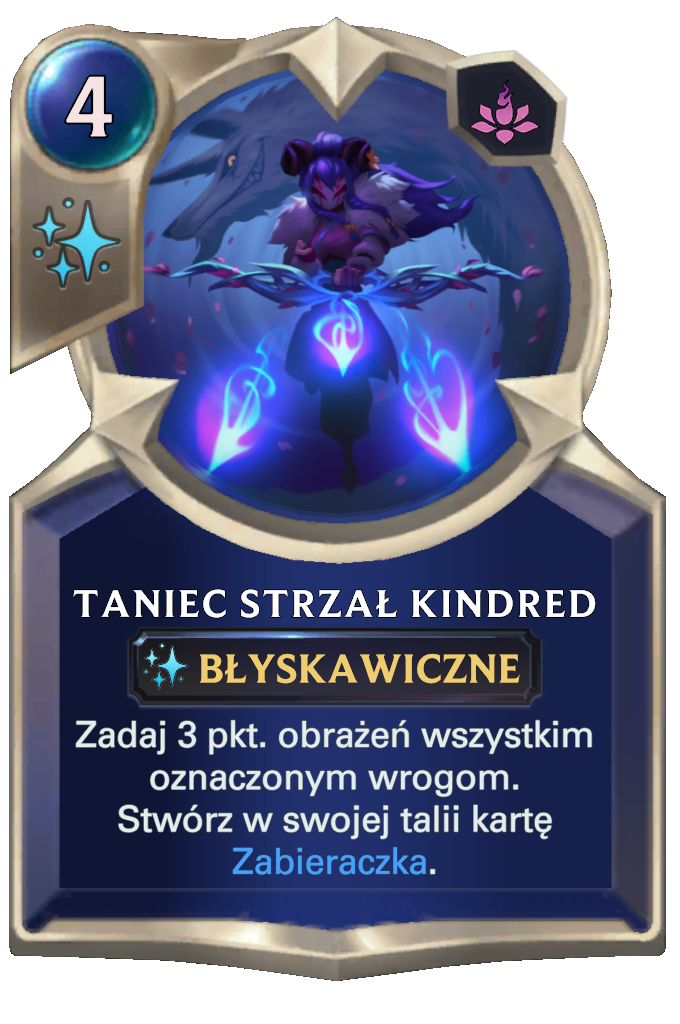 4
TANIEC STRZAŁ KINDRED
BŁYSKAWICZNE
Zadaj 3 pkt. obrażeń wszystkim
oznaczonym wrogom.
Stwórz w swojej talii kartę
Zabieraczka.